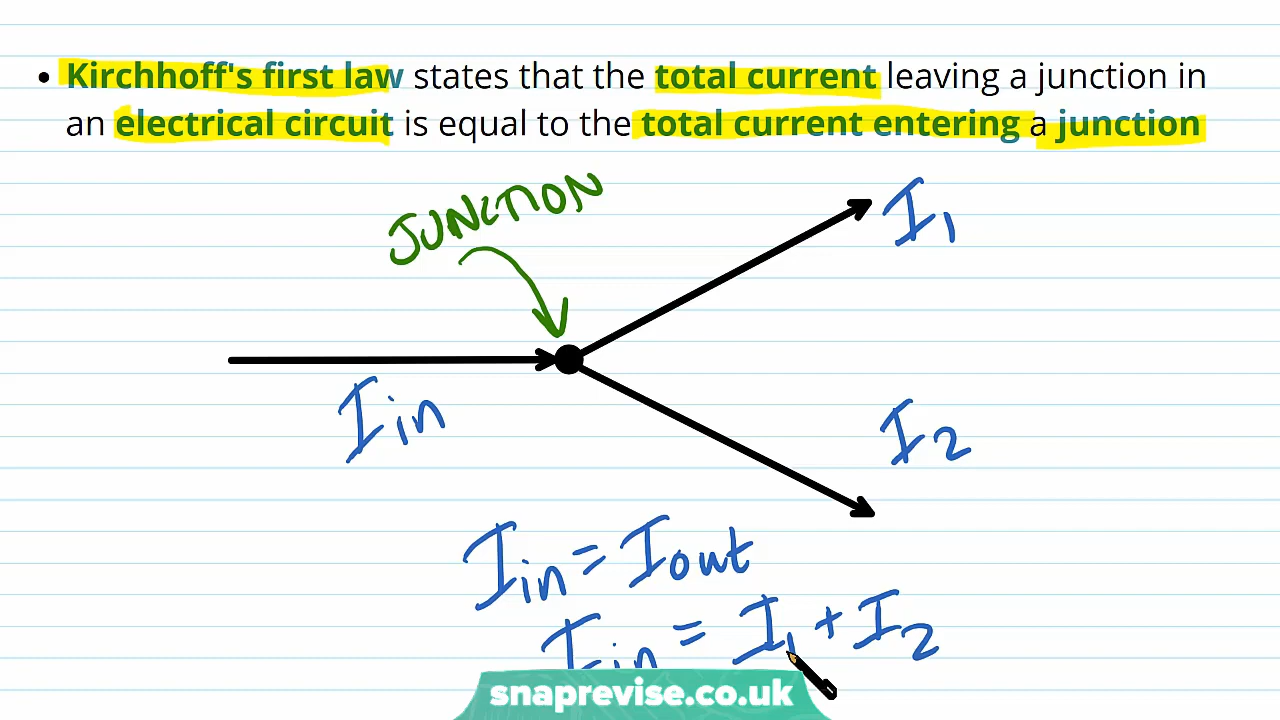 • Kirchhoff's first law states that the total current leaving a junction in
an electrical circuit is equal to the total current entering a junction
JUNCTION
I1
Iin
I2
Iin = Iout
Iin = I1 + I2
snaprevise.co.uk